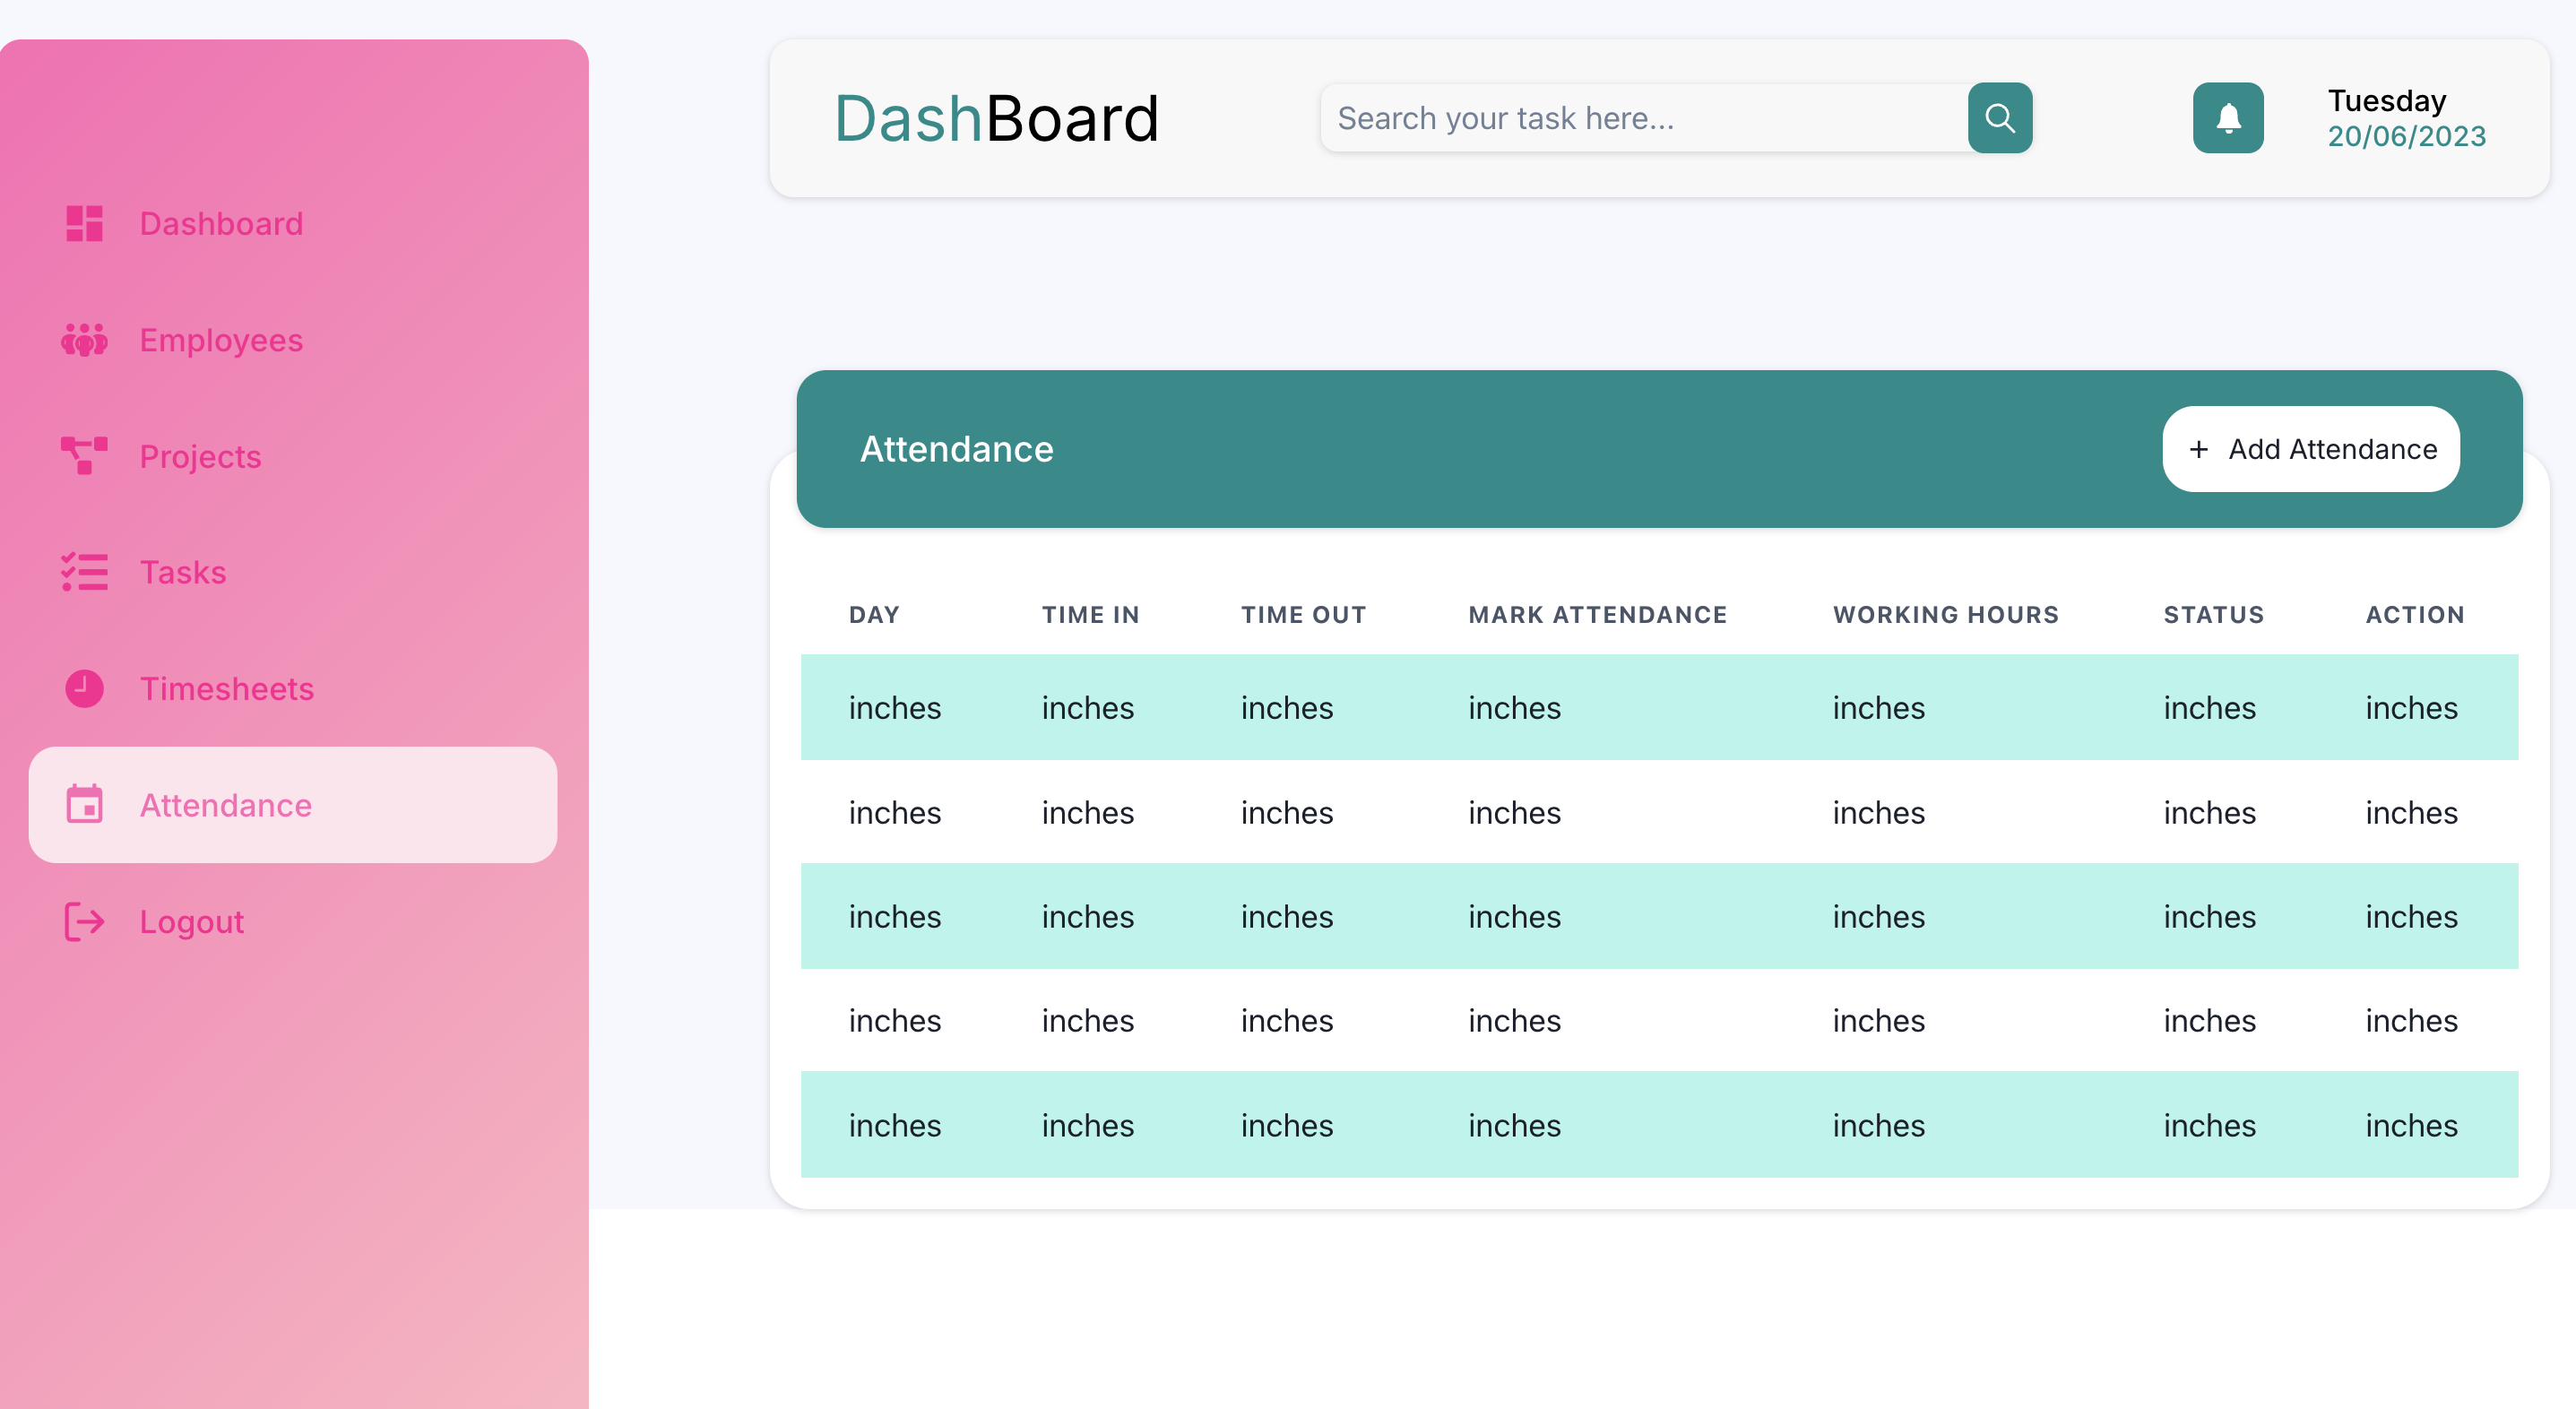 DashBoard
Search your task here...
Tuesday
20/06/2023
Dashboard
Employees
Projects
Tasks
Timesheets
Attendance
Logout
Attendance
+ Add Attendance
DAY TIME IN TIME OUT MARK ATTENDANCE WORKING HOURS STATUS ACTION
inches inches inches inches inches inches inches
inches inches inches inches inches inches inches
inches inches inches inches inches inches inches
inches inches inches inches inches inches inches
inches inches inches inches inches inches inches